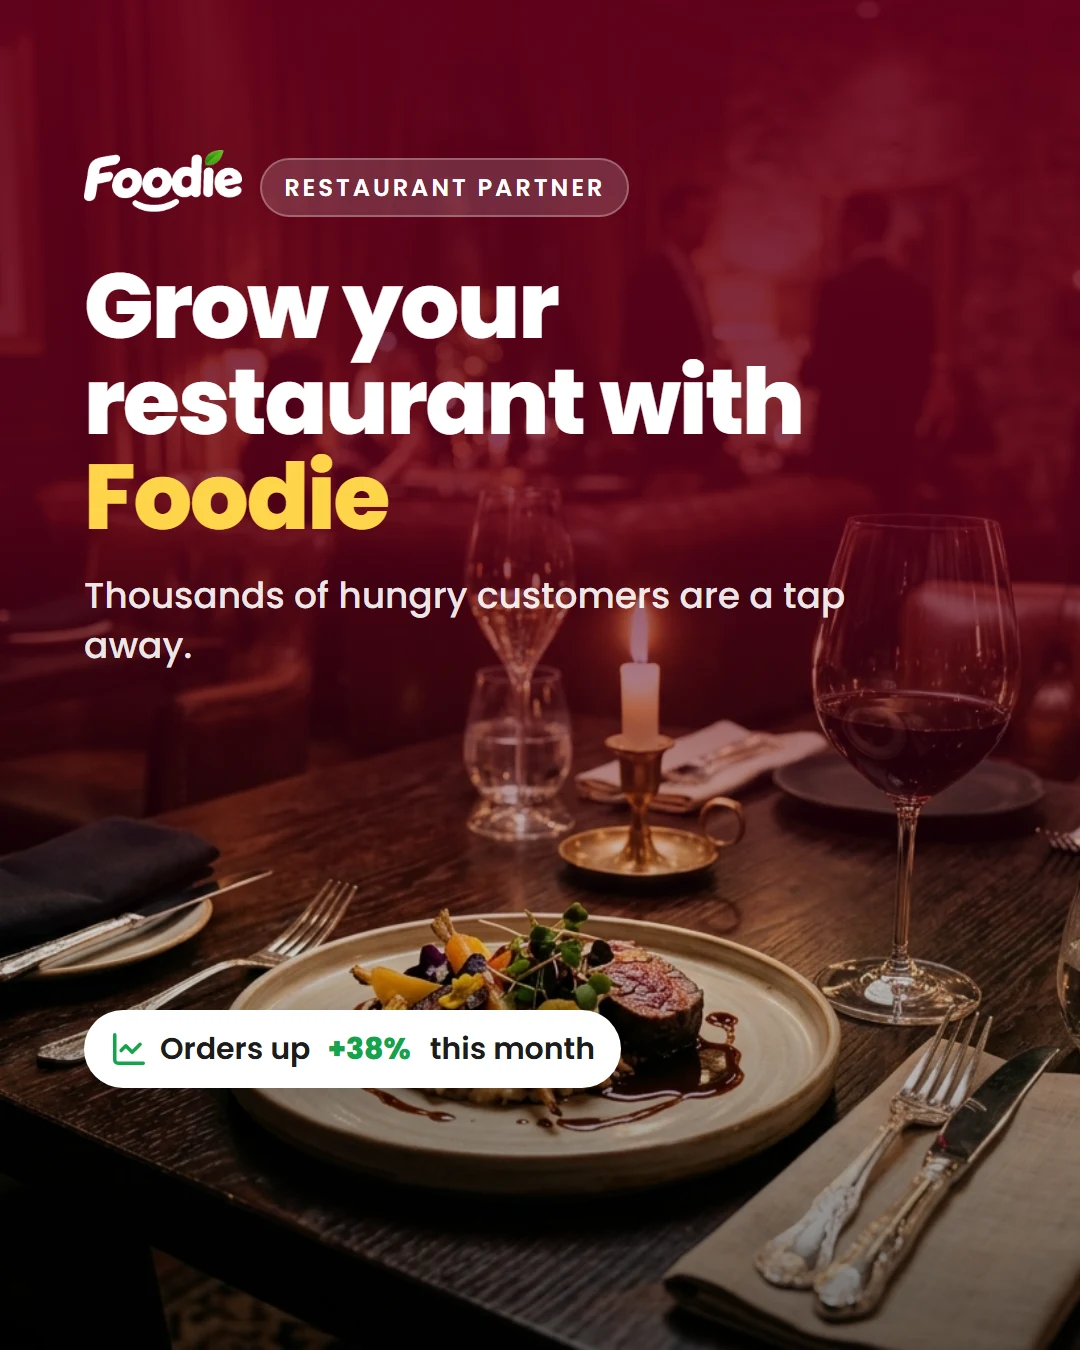 Foodie
RESTAURANT PARTNER
Grow your
restaurant with
Foodie
Thousands of hungry customers are a tap
away.
Orders up +38% this month